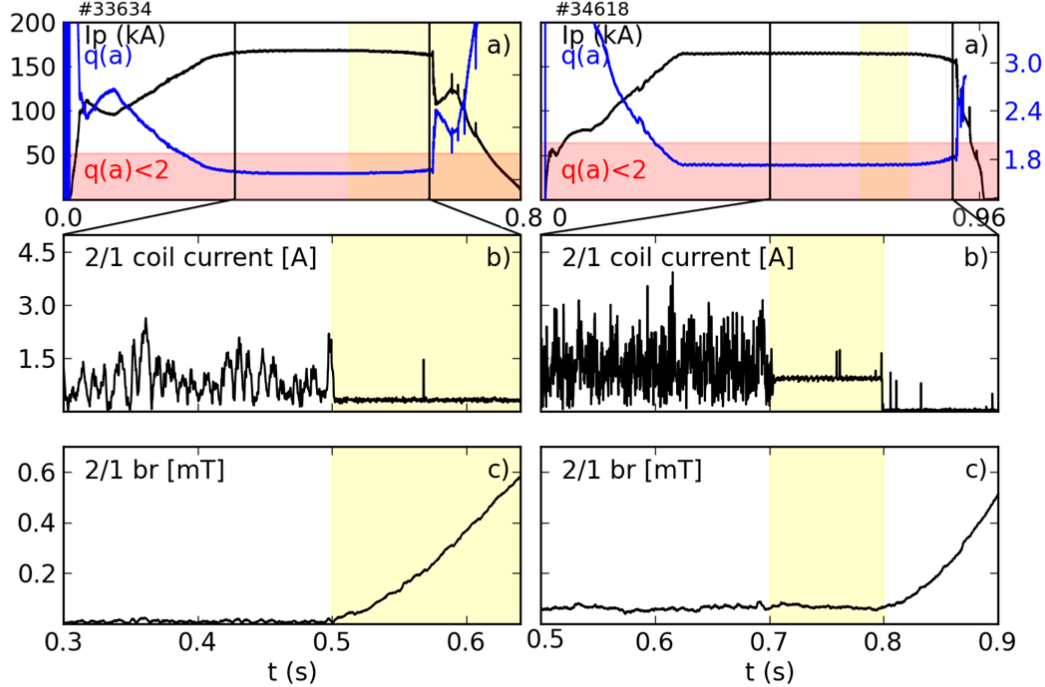 #33634
#34618
200
150
100
50
Ip (kA)
q(a)
a)
q(a)<2
0.0
0.8
Ip (kA)
q(a)
a)
3.0
2.4
1.8
q(a)<2
0
0.96
4.5
3.0
1.5
2/1 coil current [A]
b)
2/1 coil current [A]
b)
0.6
0.4
0.2
2/1 br [mT]
c)
0.3
0.4
0.5
0.6
t (s)
2/1 br [mT]
c)
0.5
0.6
0.7
0.8
0.9
t (s)